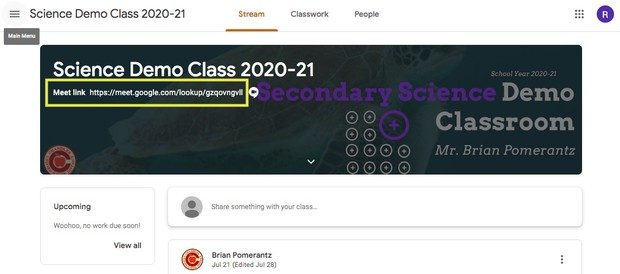 Science Demo Class 2020-21
Stream
Classwork
People
R
Main Menu
Science Demo Class 2020-21
School Year 2020-21
Meet link https://meet.google.com/lookup/gzqovngvll
Secondary Science Demo
Classroom
Mr. Brian Pomerantz
Upcoming
Woohoo, no work due soon!
View all
Share something with your class...
Brian Pomerantz
Jul 21 (Edited Jul 28)